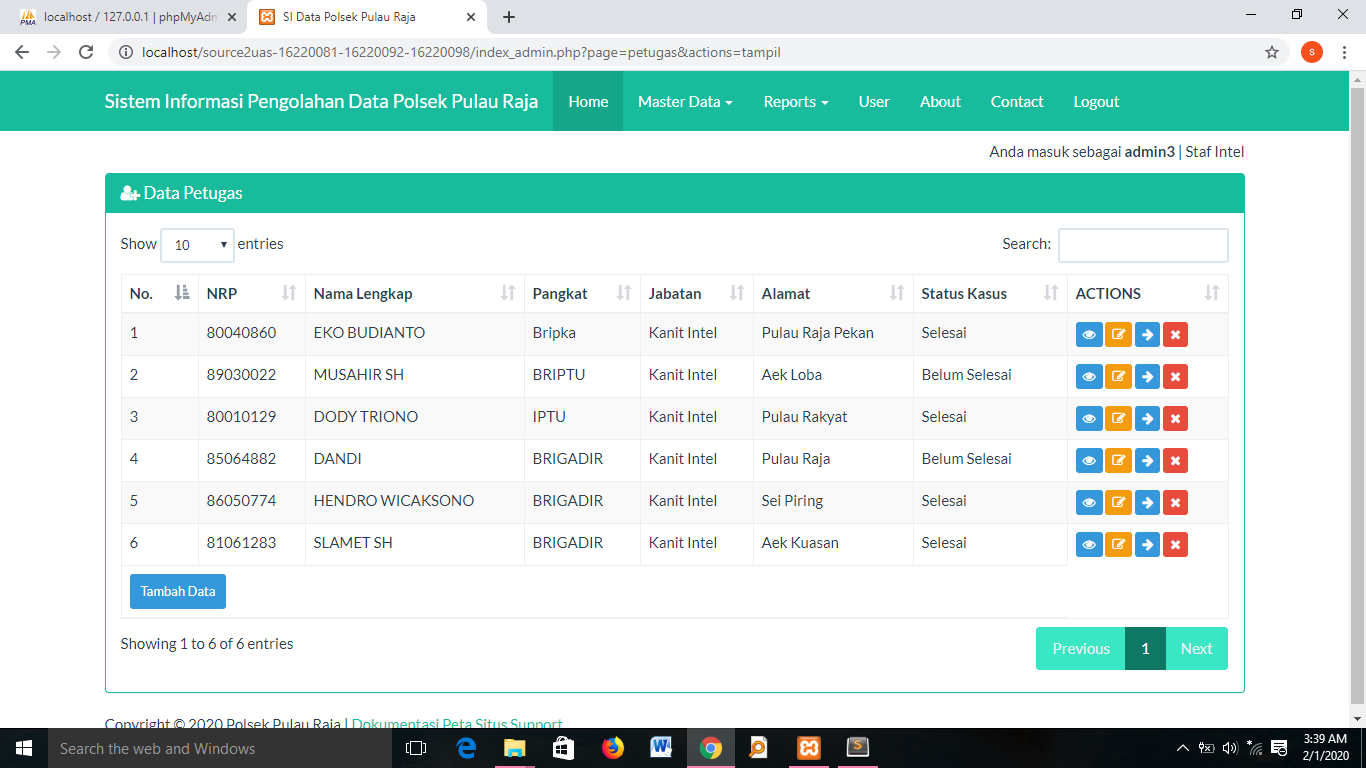 localhost / 127.0.0.1 | phpMyAdm
SI Data Polsek Pulau Raja
localhost/source2uas-16220081-16220092-16220098/index_admin.php?page=petugas&actions=tampil
s
Sistem Informasi Pengolahan Data Polsek Pulau Raja Home Master Data Reports User About Contact Logout
Anda masuk sebagai admin3 | Staf Intel
Data Petugas
Show 10 entries Search:
No. NRP Nama Lengkap Pangkat Jabatan Alamat Status Kasus ACTIONS
1 80040860 EKO BUDIANTO Bripka Kanit Intel Pulau Raja Pekan Selesai
2 89030022 MUSAHIR SH BRIPTU Kanit Intel Aek Loba Belum Selesai
3 80010129 DODY TRIONO IPTU Kanit Intel Pulau Rakyat Selesai
4 85064882 DANDI BRIGADIR Kanit Intel Pulau Raja Belum Selesai
5 86050774 HENDRO WICAKSONO BRIGADIR Kanit Intel Sei Piring Selesai
6 81061283 SLAMET SH BRIGADIR Kanit Intel Aek Kuasan Selesai
Tambah Data
Showing 1 to 6 of 6 entries Previous 1 Next
Copyright © 2020 Polsek Pulau Raja | Dokumentasi Peta Situs Support
Search the web and Windows
3:39 AM
2/1/2020